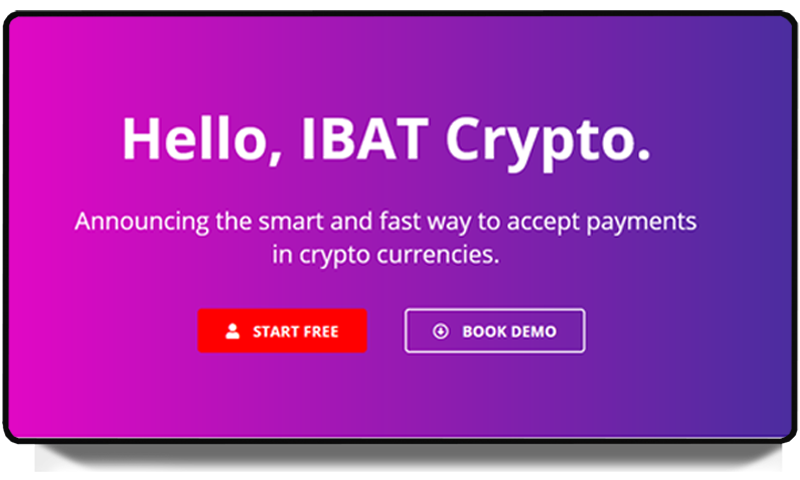 Hello, IBAT Crypto.
Announcing the smart and fast way to accept payments
in crypto currencies.
START FREE
BOOK DEMO